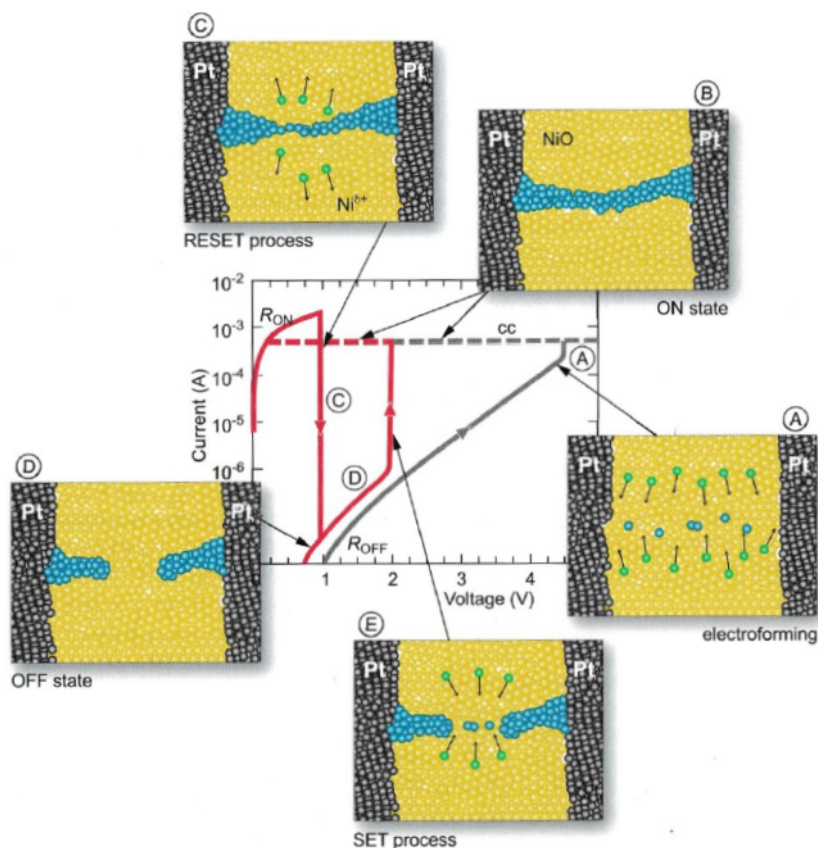 Ⓒ
Pt Pt
Niᵟ⁺
RESET process
Ⓑ
Pt NiO Pt
ON state
10⁻²
10⁻³
10⁻⁴
10⁻⁵
10⁻⁶
Current (A)
R_ON
cc
Ⓐ
Ⓒ
Ⓓ
R_OFF
1 2 3 4
Voltage (V)
Ⓐ
Pt Pt
electroforming
Ⓓ
Pt Pt
OFF state
Ⓔ
Pt Pt
SET process